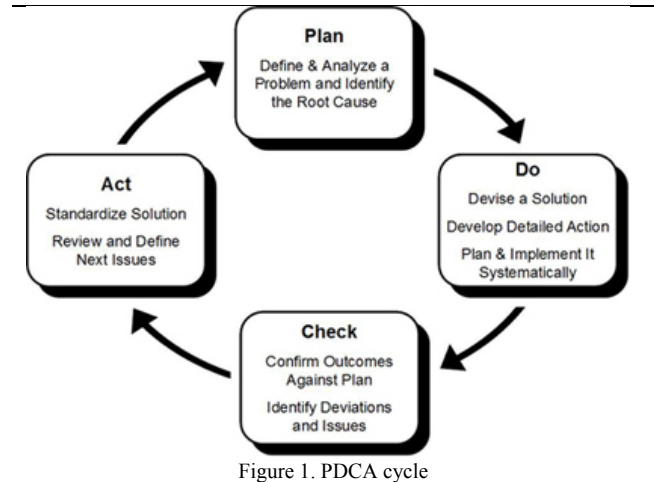 Plan
Define & Analyze a
Problem and Identify
the Root Cause
Do
Devise a Solution
Develop Detailed Action
Plan & Implement It
Systematically
Check
Confirm Outcomes
Against Plan
Identify Deviations
and Issues
Act
Standardize Solution
Review and Define
Next Issues
Figure 1. PDCA cycle